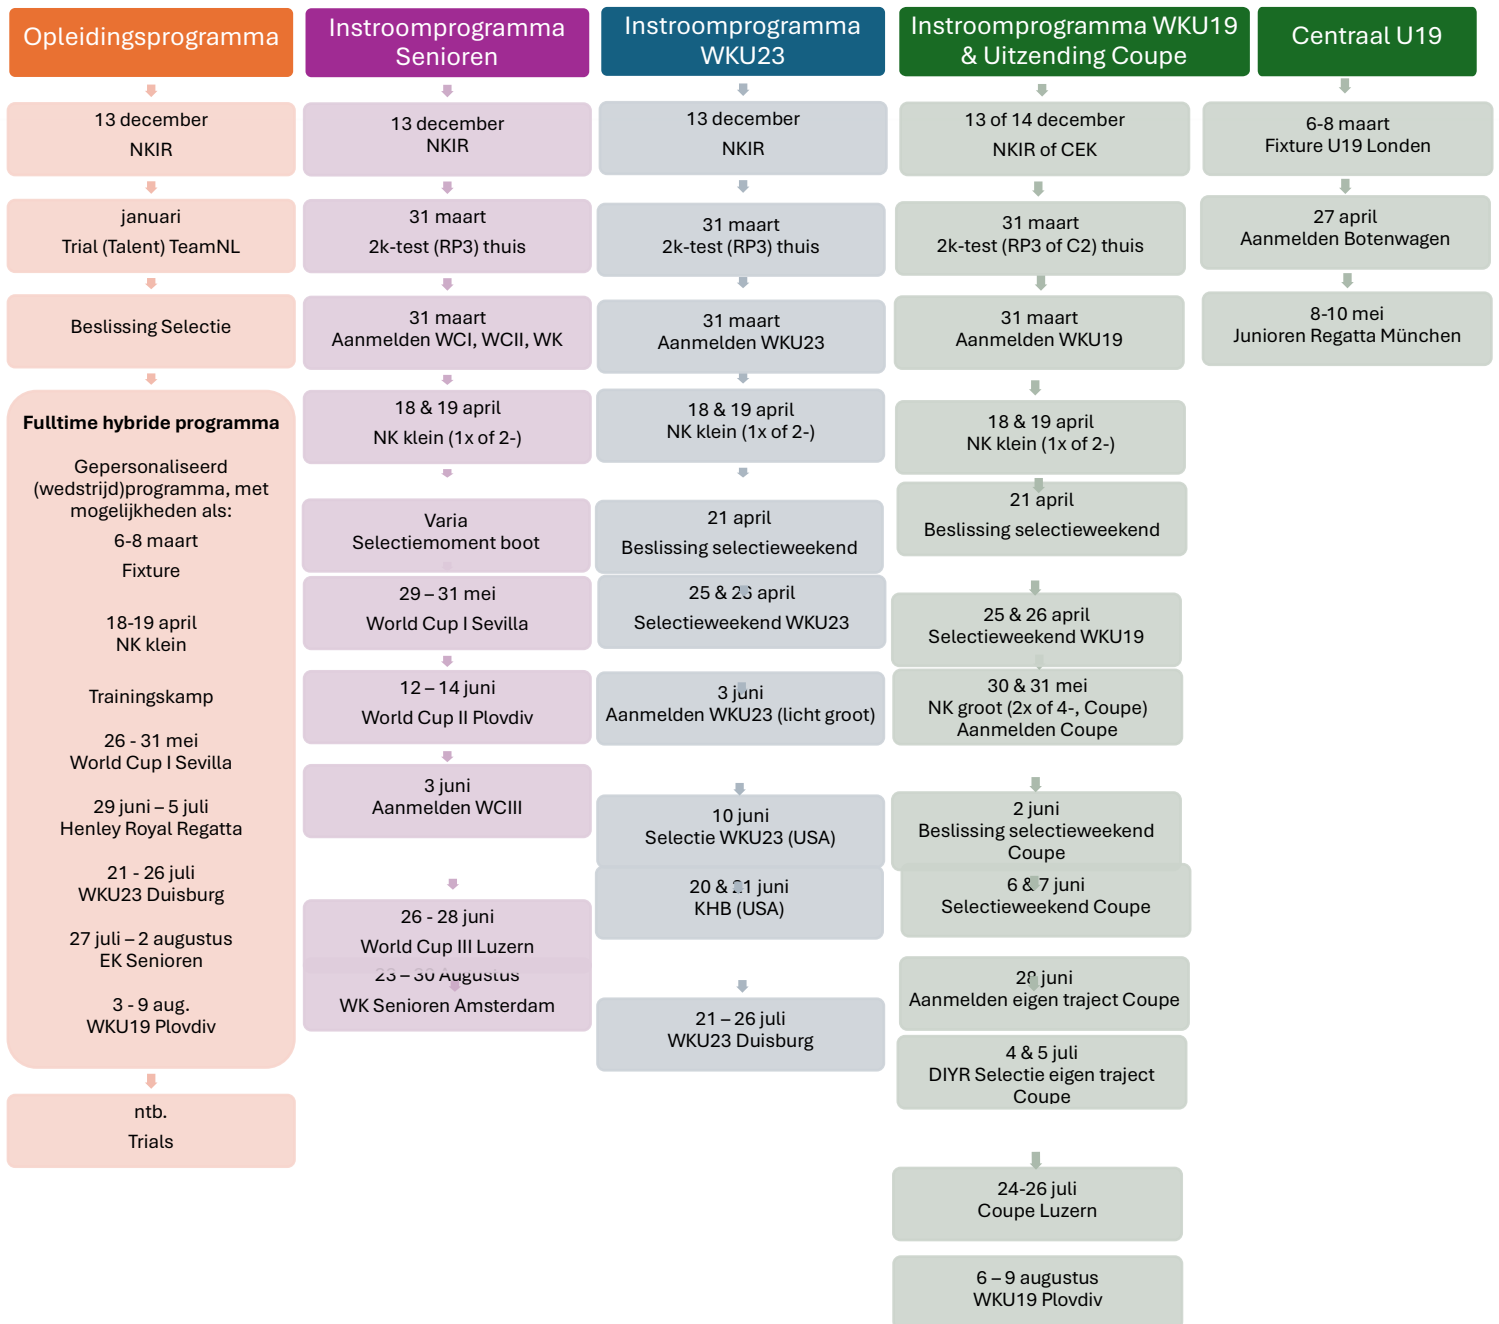 Opleidingsprogramma
13 december
NKIR
januari
Trial (Talent) TeamNL
Beslissing Selectie
Fulltime hybride programma
Gepersonaliseerd
(wedstrijd)programma, met
mogelijkheden als:
6-8 maart
Fixture
18-19 april
NK klein
Trainingskamp
26 - 31 mei
World Cup I Sevilla
29 juni – 5 juli
Henley Royal Regatta
21 - 26 juli
WKU23 Duisburg
27 juli – 2 augustus
EK Senioren
3 - 9 aug.
WKU19 Plovdiv
ntb.
Trials
Instroomprogramma
Senioren
13 december
NKIR
31 maart
2k-test (RP3) thuis
31 maart
Aanmelden WCI, WCII, WK
18 & 19 april
NK klein (1x of 2-)
Varia
Selectiemoment boot
29 – 31 mei
World Cup I Sevilla
12 – 14 juni
World Cup II Plovdiv
3 juni
Aanmelden WCIII
26 - 28 juni
World Cup III Luzern
23 – 30 Augustus
WK Senioren Amsterdam
Instroomprogramma
WKU23
13 december
NKIR
31 maart
2k-test (RP3) thuis
31 maart
Aanmelden WKU23
18 & 19 april
NK klein (1x of 2-)
21 april
Beslissing selectieweekend
25 & 26 april
Selectieweekend WKU23
3 juni
Aanmelden WKU23 (licht groot)
10 juni
Selectie WKU23 (USA)
20 & 21 juni
KHB (USA)
21 – 26 juli
WKU23 Duisburg
Instroomprogramma WKU19
& Uitzending Coupe
13 of 14 december
NKIR of CEK
31 maart
2k-test (RP3 of C2) thuis
31 maart
Aanmelden WKU19
18 & 19 april
NK klein (1x of 2-)
21 april
Beslissing selectieweekend
25 & 26 april
Selectieweekend WKU19
30 & 31 mei
NK groot (2x of 4-, Coupe)
Aanmelden Coupe
2 juni
Beslissing selectieweekend
Coupe
6 & 7 juni
Selectieweekend Coupe
28 juni
Aanmelden eigen traject Coupe
4 & 5 juli
DIYR Selectie eigen traject
Coupe
24-26 juli
Coupe Luzern
6 – 9 augustus
WKU19 Plovdiv
Centraal U19
6-8 maart
Fixture U19 Londen
27 april
Aanmelden Botenwagen
8-10 mei
Junioren Regatta München